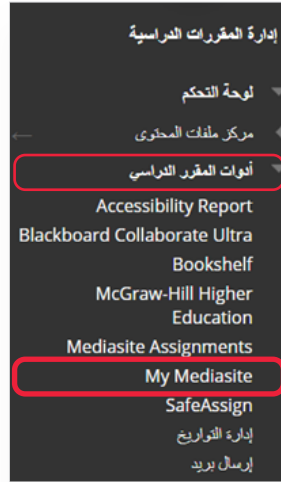 إدارة المقررات الدراسية
لوحة التحكم
مركز ملفات المحتوى
أدوات المقرر الدراسي
Accessibility Report
Blackboard Collaborate Ultra
Bookshelf
McGraw-Hill Higher
Education
Mediasite Assignments
My Mediasite
SafeAssign
إدارة التواريخ
إرسال بريد